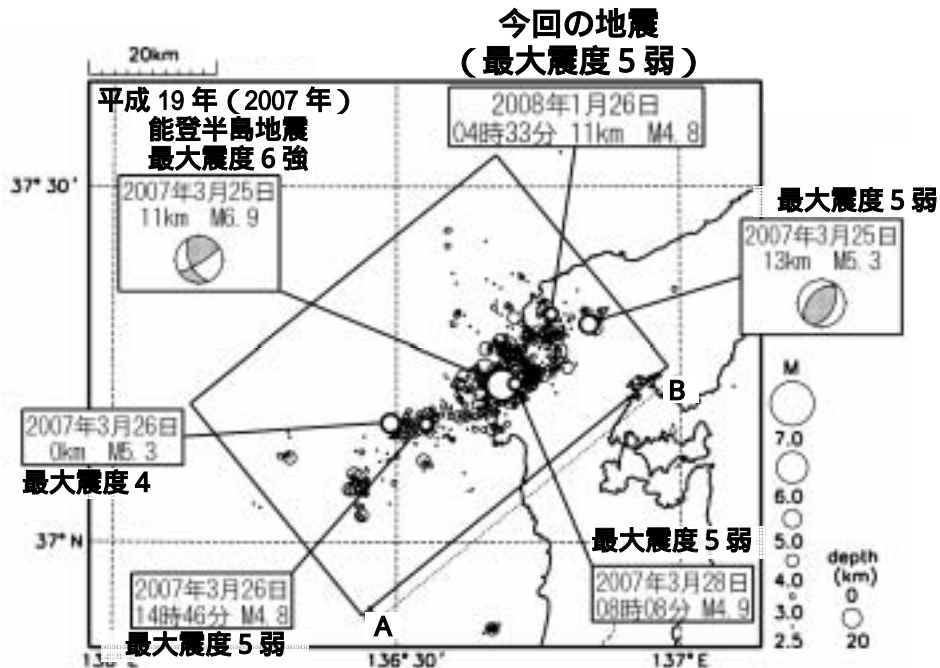 今回の地震
（最大震度５弱）
20km
平成 19 年（2007 年）
能登半島地震
最大震度６強
2008年1月26日
04時33分 11km M4.8
37° 30'
2007年3月25日
11km M6.9
最大震度５弱
2007年3月25日
13km M5.3
M
7.0
6.0
5.0
4.0
3.0
2.5
depth
(km)
0
20
B
2007年3月26日
0km M5.3
最大震度４
37° N
最大震度５弱
2007年3月28日
08時08分 M4.9
2007年3月26日
14時46分 M4.8
最大震度５弱
A
136° 30'
137° E